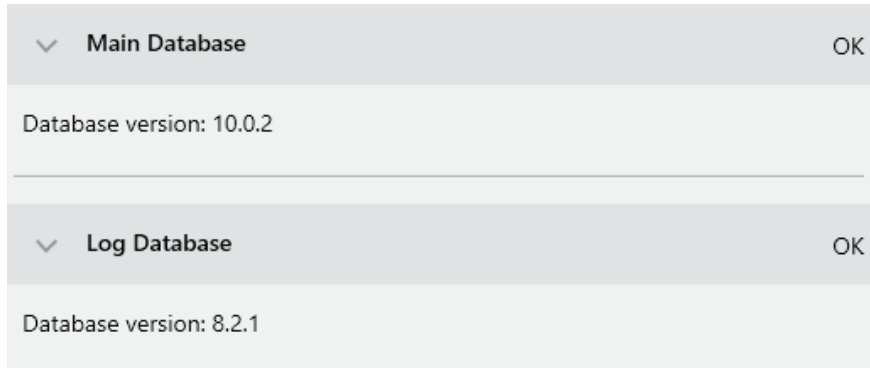 Main Database OK
Database version: 10.0.2
Log Database OK
Database version: 8.2.1